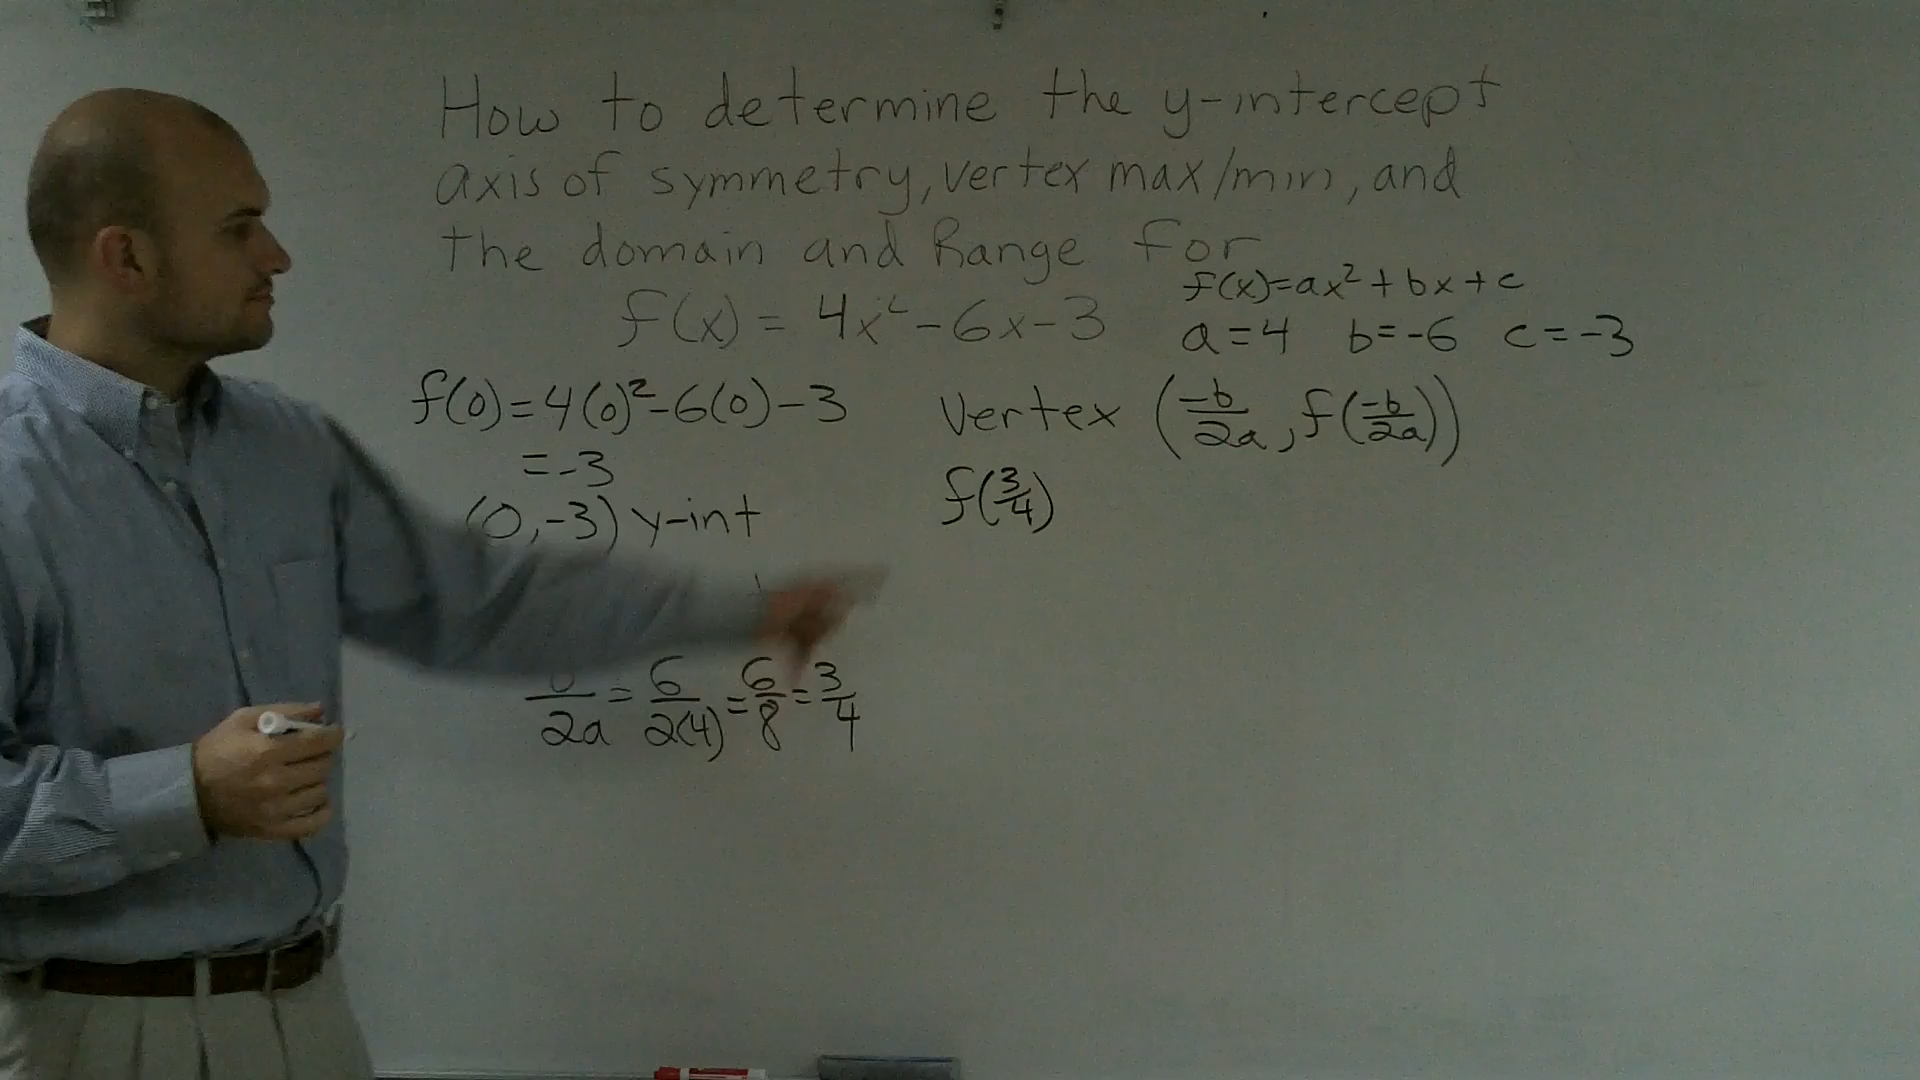 How to determine the y-intercept
axis of symmetry, vertex max/min, and
the domain and Range for
f(x) = 4x² - 6x - 3
f(x)=ax²+bx+c
a=4 b=-6 c=-3
f(0)=4(0)²-6(0)-3
=-3
(0,-3) y-int
2a = 6/2(4) = 6/8 = 3/4
Vertex (-b/2a, f(-b/2a))
f(3/4)